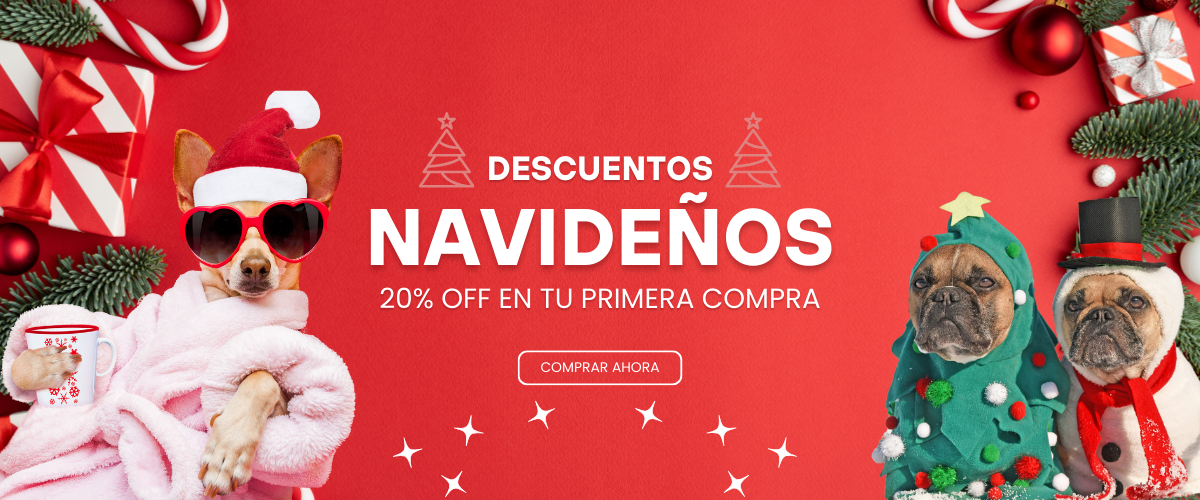 DESCUENTOS
NAVIDEÑOS
20% OFF EN TU PRIMERA COMPRA
COMPRAR AHORA